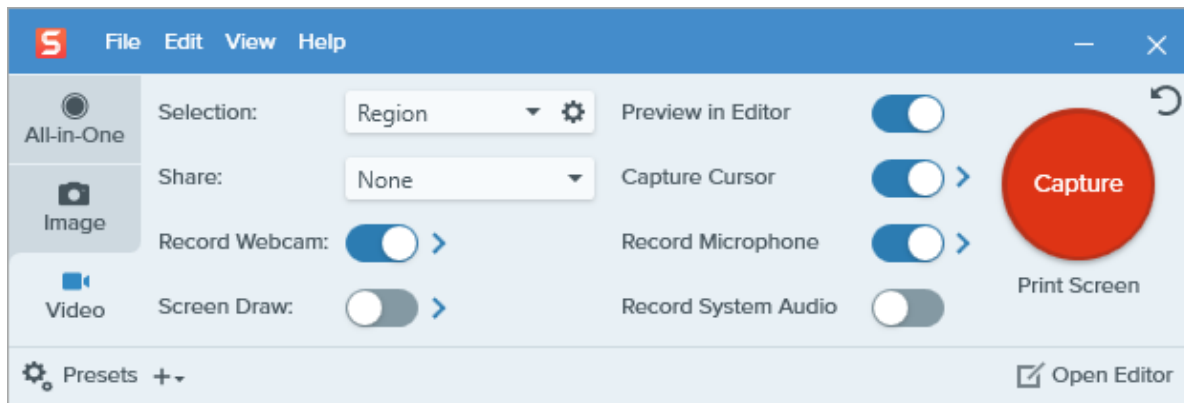 File Edit View Help
All-in-One
Image
Video
Selection: Region
Share: None
Record Webcam:
Screen Draw:
Preview in Editor
Capture Cursor
Record Microphone
Record System Audio
Capture
Print Screen
Presets
Open Editor